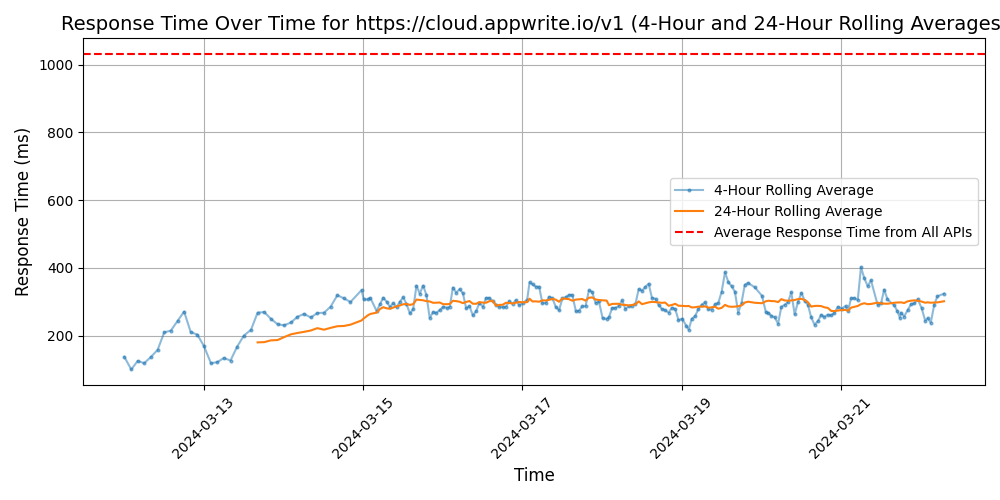 Response Time Over Time for https://cloud.appwrite.io/v1 (4-Hour and 24-Hour Rolling Averages
Response Time (ms)
1000
800
600
400
200
4-Hour Rolling Average
24-Hour Rolling Average
Average Response Time from All APIs
2024-03-13
2024-03-15
2024-03-17
2024-03-19
2024-03-21
Time